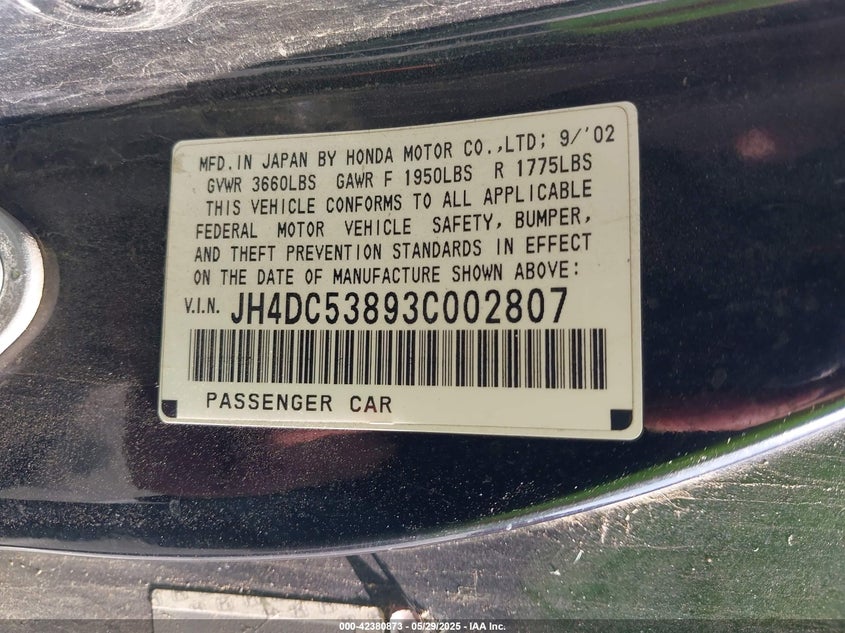 MFD. IN JAPAN BY HONDA MOTOR CO.,LTD; 9/'02
GVWR 3660LBS GAWR F 1950LBS R 1775LBS
THIS VEHICLE CONFORMS TO ALL APPLICABLE
FEDERAL MOTOR VEHICLE SAFETY, BUMPER,
AND THEFT PREVENTION STANDARDS IN EFFECT
ON THE DATE OF MANUFACTURE SHOWN ABOVE:
V.I.N. JH4DC53893C002807
PASSENGER CAR
000-42380873 - 05/29/2025 - IAA Inc.